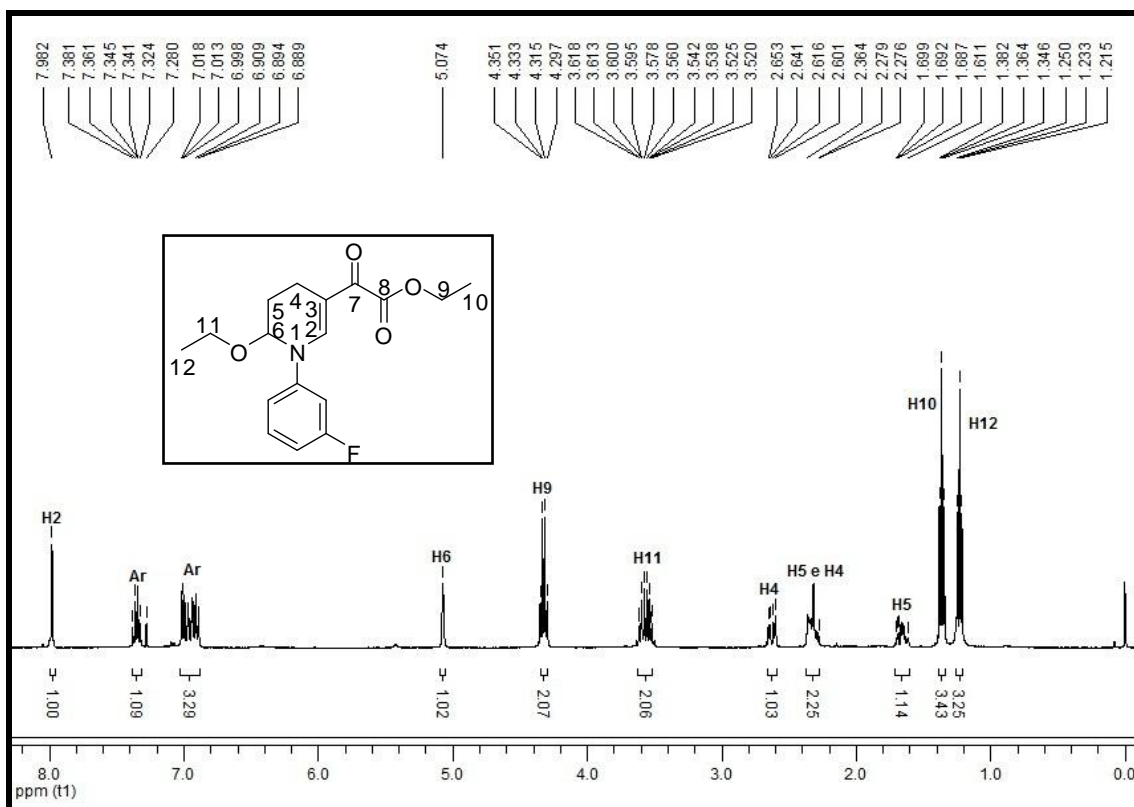 7.982 7.381 7.361 7.345 7.341 7.324 7.280 7.018 7.013 6.998 6.909 6.894 6.889 5.074 4.351 4.333 4.315 4.297 3.618 3.613 3.600 3.595 3.578 3.560 3.542 3.538 3.525 3.520 2.653 2.641 2.616 2.601 2.364 2.279 2.276 1.699 1.692 1.687 1.611 1.382 1.364 1.346 1.250 1.233 1.215
O
4 8 O 9
5 3 7 10
11 6 1 2 O
12 O N
F
H10
H12
H9
H2 H6 H11
Ar Ar H5 e H4
H4 H5
1.00 1.09 3.29 1.02 2.07 2.06 1.03 2.25 1.14 3.43 3.25
8.0 7.0 6.0 5.0 4.0 3.0 2.0 1.0 0.0
ppm (t1)